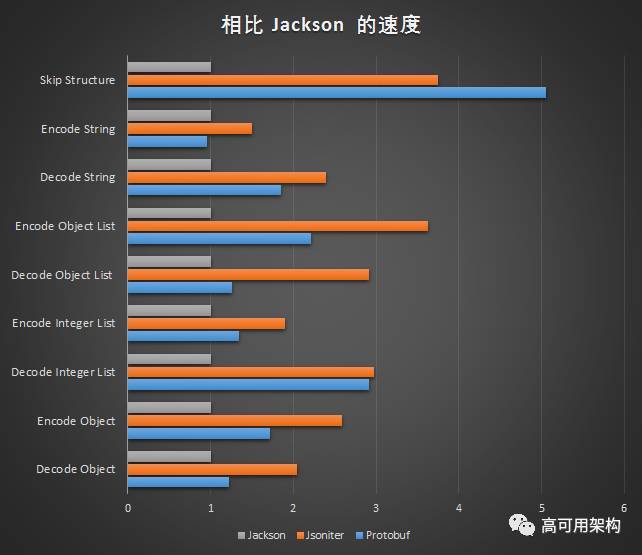 相比 Jackson 的速度
Skip Structure
Encode String
Decode String
Encode Object List
Decode Object List
Encode Integer List
Decode Integer List
Encode Object
Decode Object
0 1 2 3 4 5 6
Jackson Jsoniter Protobuf
高可用架构